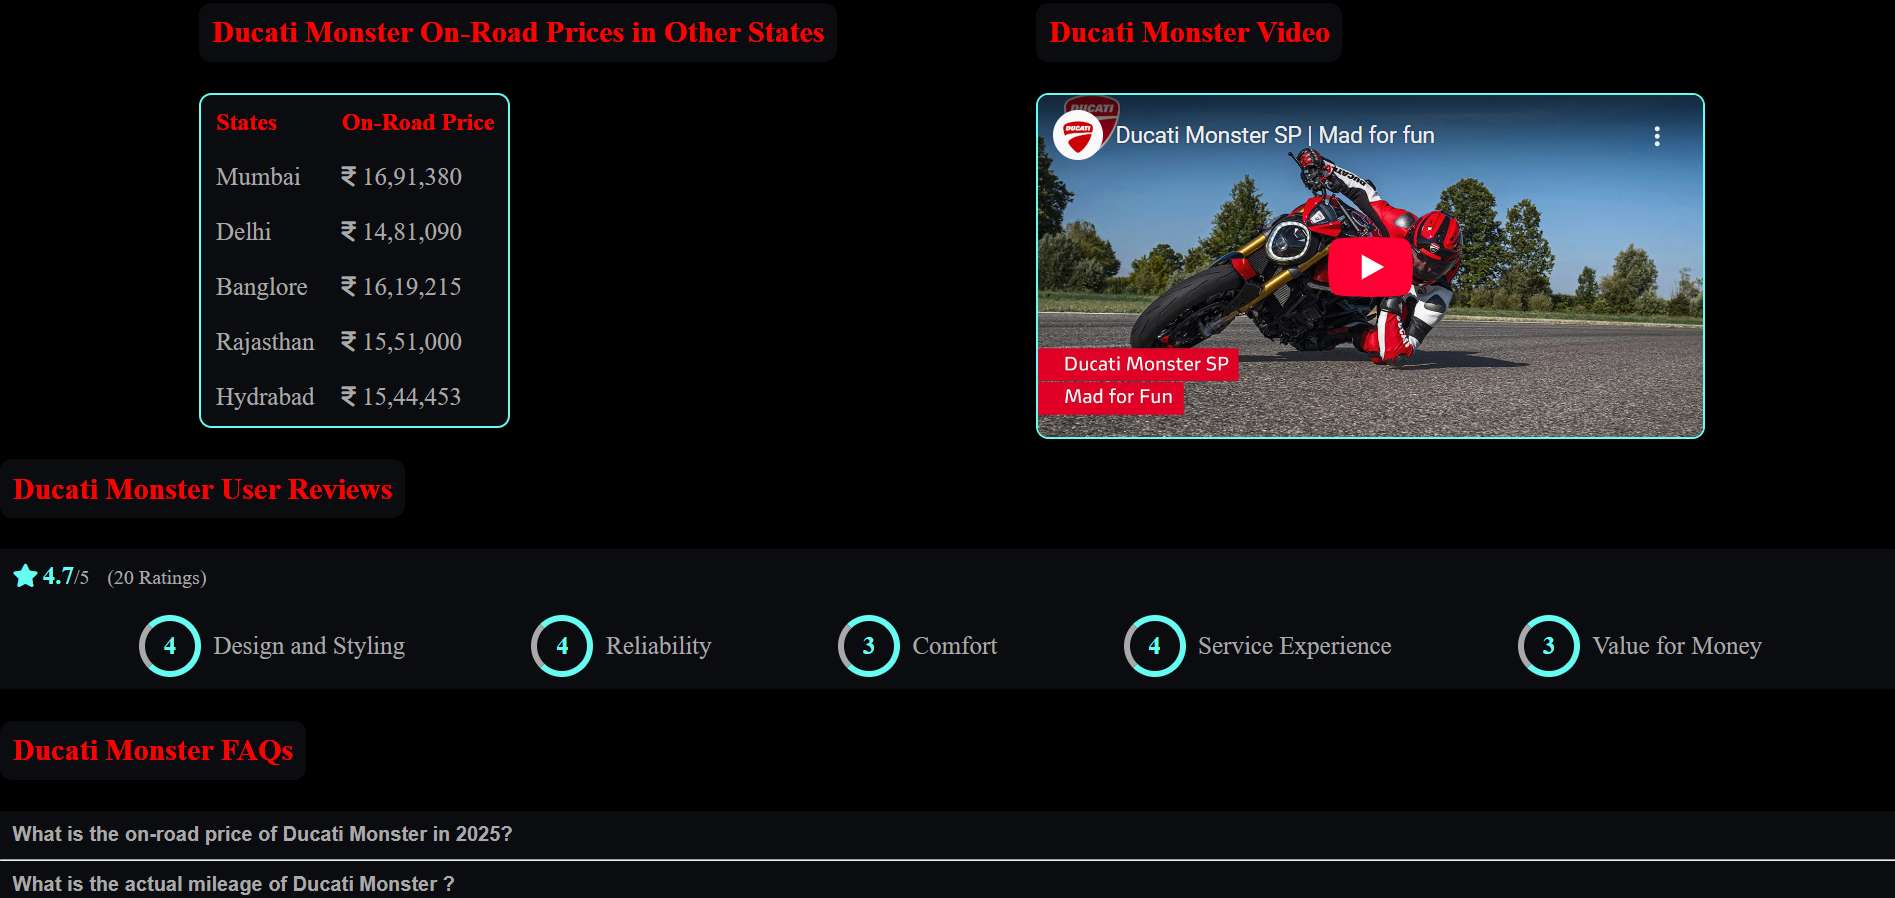 Ducati Monster On-Road Prices in Other States
States On-Road Price
Mumbai ₹ 16,91,380
Delhi ₹ 14,81,090
Banglore ₹ 16,19,215
Rajasthan ₹ 15,51,000
Hydrabad ₹ 15,44,453
Ducati Monster Video
DUCATI
DUCATI
Ducati Monster SP | Mad for fun
DUCATI
Ducati Monster SP
Mad for Fun
Ducati Monster User Reviews
4.7/5 (20 Ratings)
4 Design and Styling
4 Reliability
3 Comfort
4 Service Experience
3 Value for Money
Ducati Monster FAQs
What is the on-road price of Ducati Monster in 2025?
What is the actual mileage of Ducati Monster ?